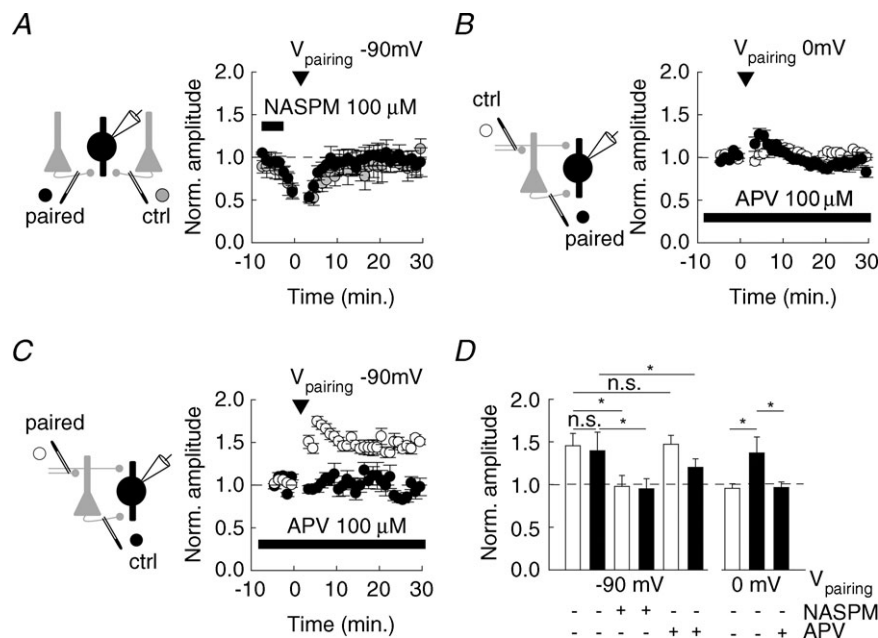 A
V pairing -90mV
2.0
1.5
1.0
0.5
0.0
Norm. amplitude
NASPM 100 µM
paired
ctrl
-10 0 10 20 30
Time (min.)
B
V pairing 0mV
ctrl
2.0
1.5
1.0
0.5
0.0
Norm. amplitude
APV 100 µM
paired
-10 0 10 20 30
Time (min.)
C
V pairing -90mV
paired
2.0
1.5
1.0
0.5
0.0
Norm. amplitude
APV 100 µM
ctrl
-10 0 10 20 30
Time (min.)
D
2.0
1.5
1.0
0.5
0.0
Norm. amplitude
*
n.s.
* * *
n.s. * *
-90 mV 0 mV V pairing
- - + + - - - - - NASPM
- - - - + + - - + APV